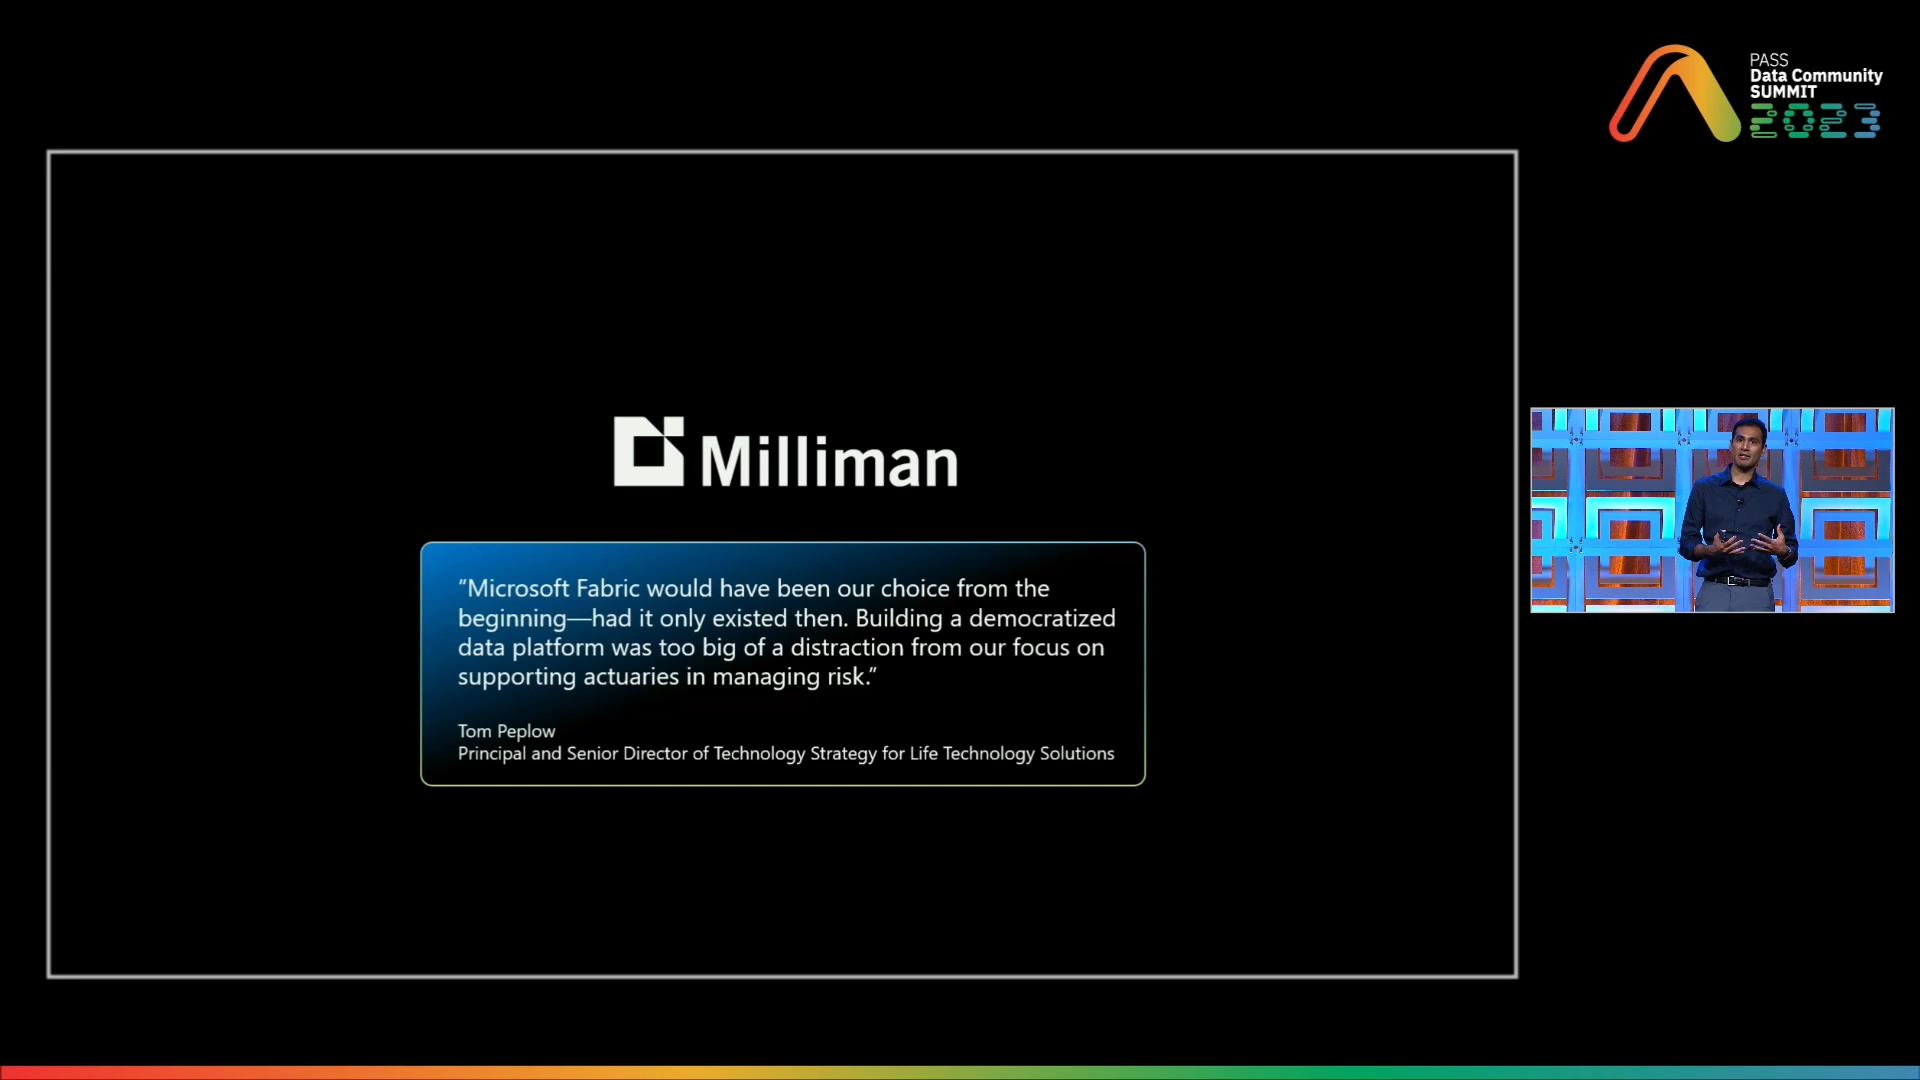 PASS
Data Community
SUMMIT
2023
Milliman
“Microsoft Fabric would have been our choice from the
beginning—had it only existed then. Building a democratized
data platform was too big of a distraction from our focus on
supporting actuaries in managing risk.”
Tom Peplow
Principal and Senior Director of Technology Strategy for Life Technology Solutions